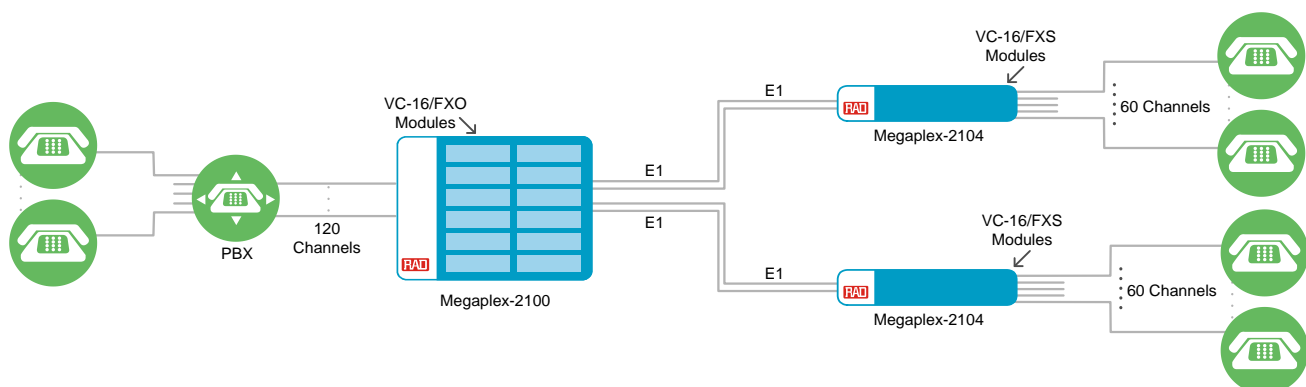 PBX
120
Channels
VC-16/FXO
Modules
RAD
Megaplex-2100
E1
E1
E1
RAD
VC-16/FXS
Modules
Megaplex-2104
60 Channels
E1
RAD
VC-16/FXS
Modules
Megaplex-2104
60 Channels